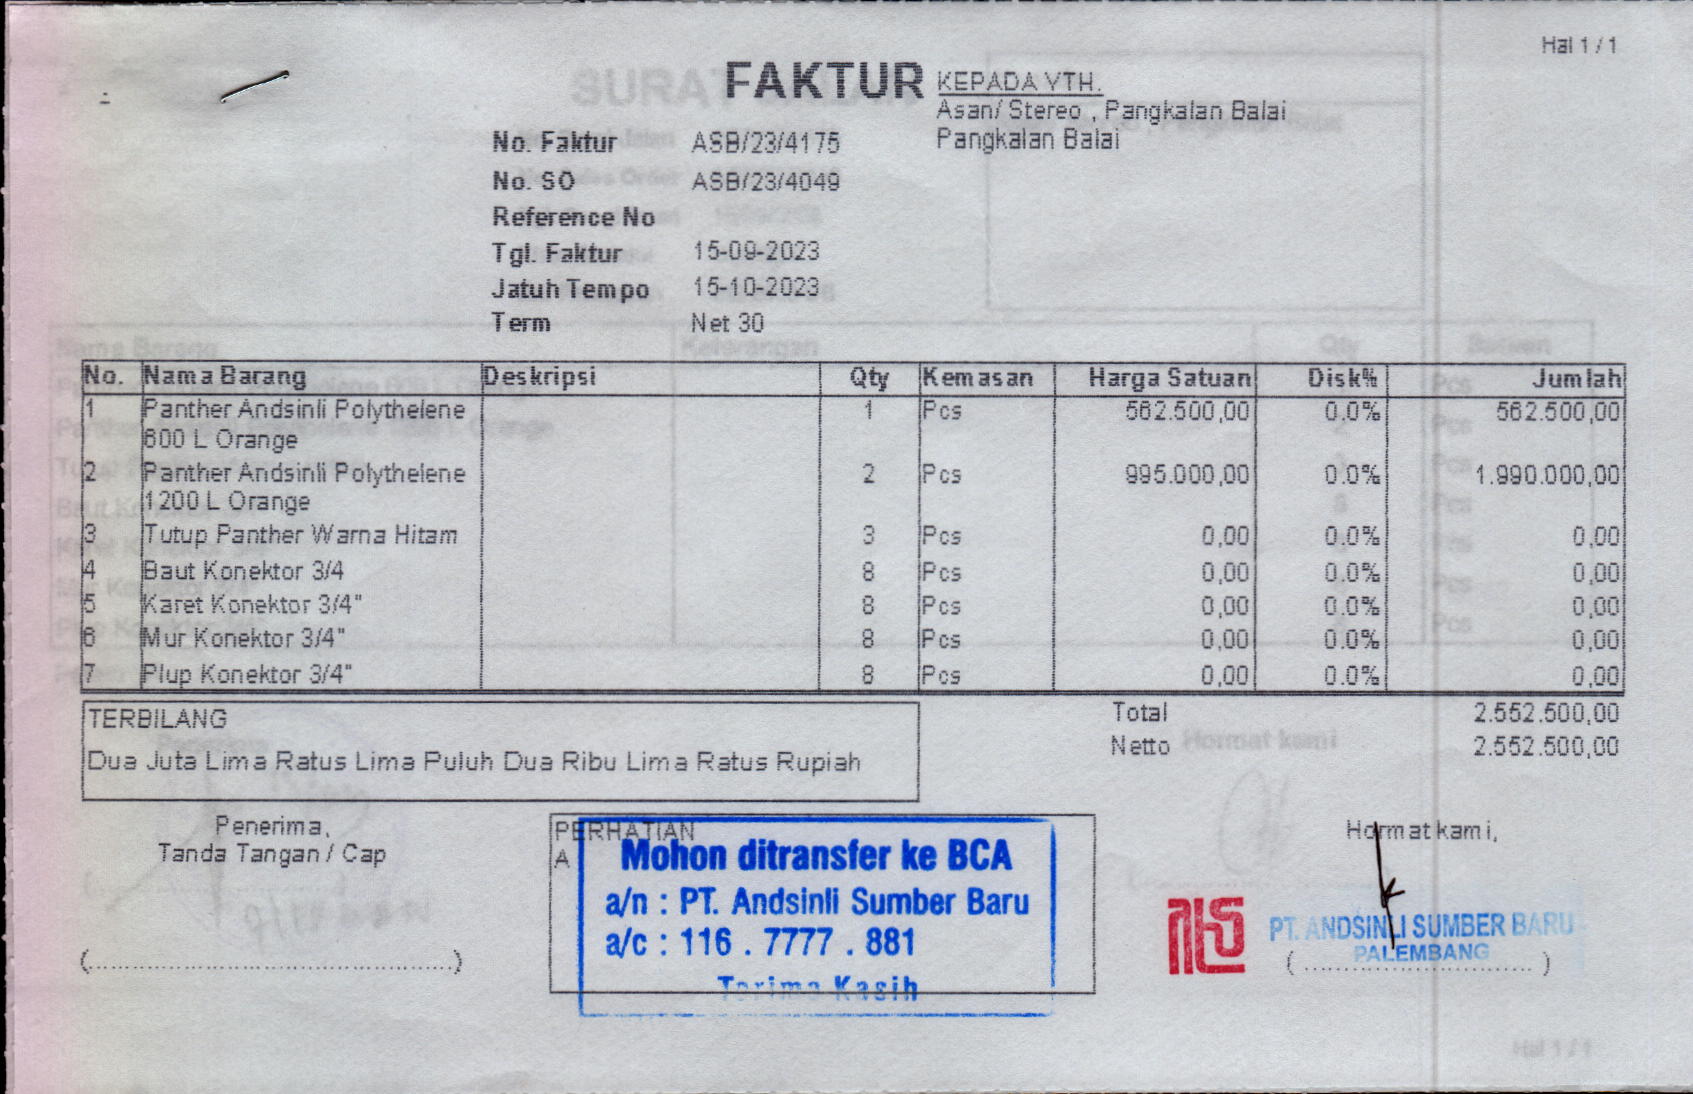 Hal 1 / 1
FAKTUR
KEPADA YTH.
Asan/ Stereo , Pangkalan Balai
Pangkalan Balai
No. Faktur ASB/23/4175
No. SO ASB/23/4049
Reference No
Tgl. Faktur 15-09-2023
Jatuh Tempo 15-10-2023
Term Net 30
No. Nama Barang Deskripsi Qty Kemasan Harga Satuan Disk% Jumlah
1 Panther Andsinli Polythelene 1 Pcs 562.500,00 0.0% 562.500,00
600 L Orange
2 Panther Andsinli Polythelene 2 Pcs 995.000,00 0.0% 1.990.000,00
1200 L Orange
3 Tutup Panther Warna Hitam 3 Pcs 0,00 0.0% 0,00
4 Baut Konektor 3/4 8 Pcs 0,00 0.0% 0,00
5 Karet Konektor 3/4" 8 Pcs 0,00 0.0% 0,00
6 Mur Konektor 3/4" 8 Pcs 0,00 0.0% 0,00
7 Plup Konektor 3/4" 8 Pcs 0,00 0.0% 0,00
TERBILANG
Dua Juta Lima Ratus Lima Puluh Dua Ribu Lima Ratus Rupiah
Total 2.552.500,00
Netto 2.552.500,00
Penerima,
Tanda Tangan / Cap
(..............................................)
PERHATIAN
A
Mohon ditransfer ke BCA
a/n : PT. Andsinli Sumber Baru
a/c : 116 . 7777 . 881
Terima Kasih
Hormat kami,
PT. ANDSINLI SUMBER BARU
PALEMBANG
(..............................)